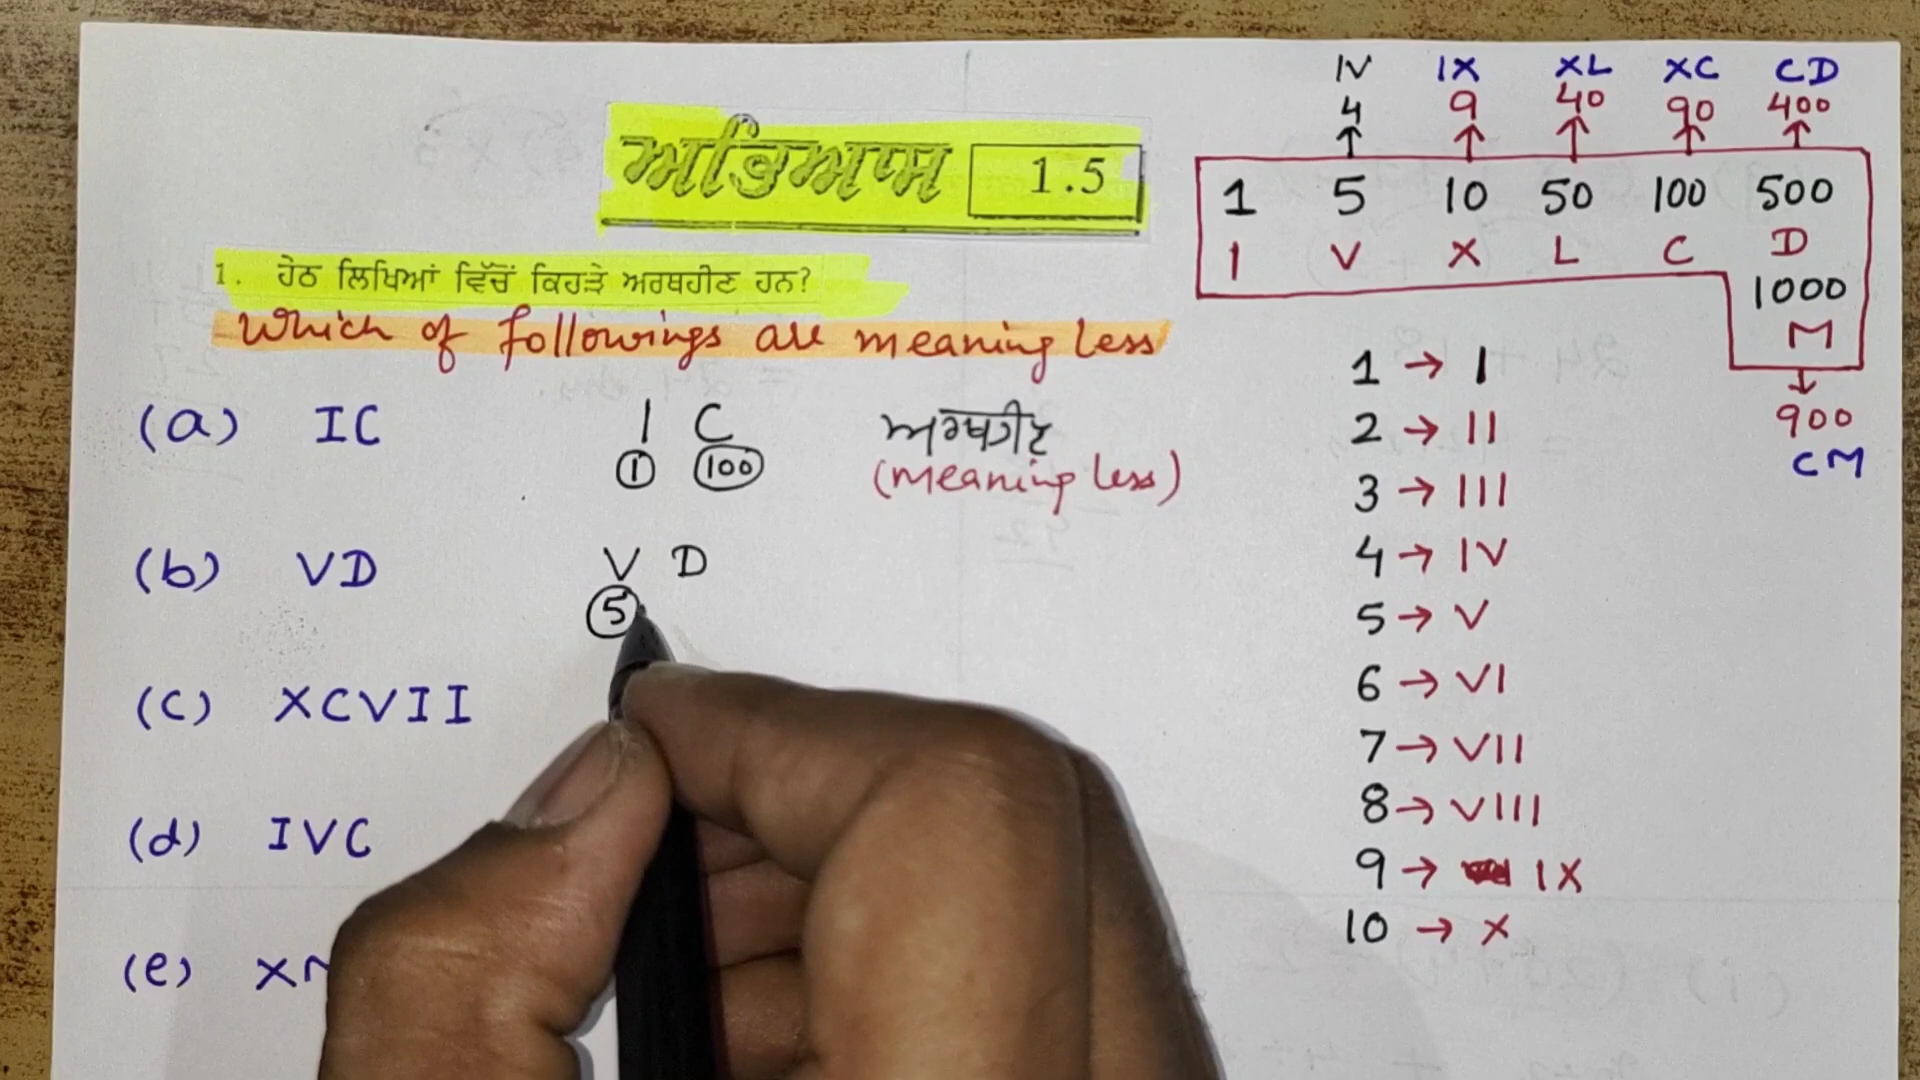 ਅਭਿਆਸ 1.5
1. ਹੇਠ ਲਿਖਿਆਂ ਵਿੱਚੋਂ ਕਿਹੜੇ ਅਰਥਹੀਣ ਹਨ?
Which of followings are meaning less
(a) IC I C ਅਰਥਹੀਣ
1 100 (meaning less)
(b) VD V D
5
(c) XCVII
(d) IVC
(e)
IV IX XL XC CD
4 9 40 90 400
↑ ↑ ↑ ↑ ↑
1 5 10 50 100 500
I V X L C D
1000
M
↓
900
CM
1 → I
2 → II
3 → III
4 → IV
5 → V
6 → VI
7 → VII
8 → VIII
9 → IX
10 → X